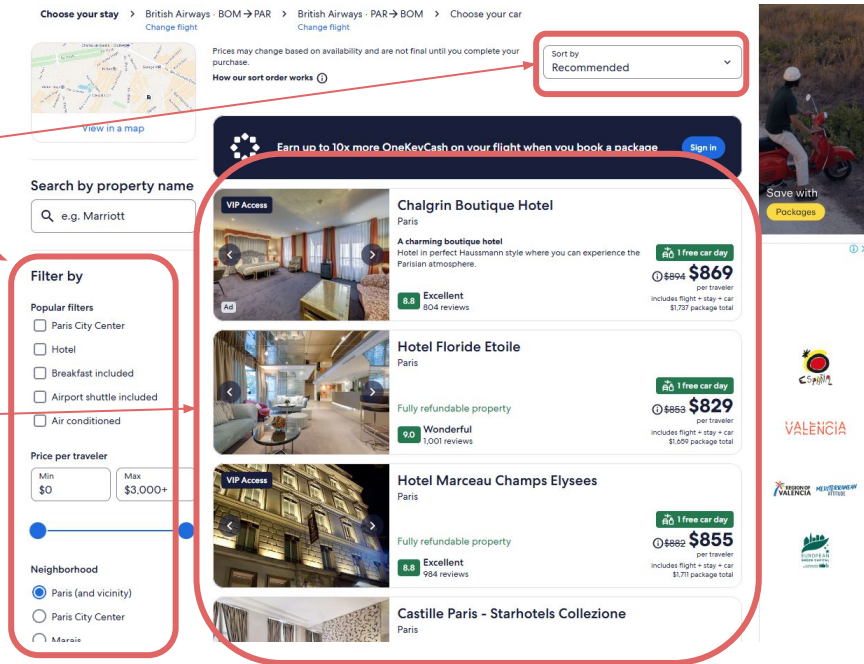 Choose your stay > British Airways · BOM → PAR > British Airways · PAR → BOM > Choose your car
Change flight
Change flight
Prices may change based on availability and are not final until you complete your
purchase.
How our sort order works
Sort by
Recommended
View in a map
Earn up to 10x more OneKeyCash on your flight when you book a package
Sign in
Search by property name
e.g. Marriott
Filter by
Popular filters
Paris City Center
Hotel
Breakfast included
Airport shuttle included
Air conditioned
Price per traveler
Min
$0
Max
$3,000+
Neighborhood
Paris (and vicinity)
Paris City Center
Marais
VIP Access
Ad
Chalgrin Boutique Hotel
Paris
A charming boutique hotel
Hotel in perfect Haussmann style where you can experience the
Parisian atmosphere.
8.8 Excellent
804 reviews
1 free car day
$894 $869
per traveler
includes flight + stay + car
$1,737 package total
Hotel Floride Etoile
Paris
Fully refundable property
9.0 Wonderful
1,001 reviews
1 free car day
$853 $829
per traveler
includes flight + stay + car
$1,659 package total
VIP Access
Hotel Marceau Champs Elysees
Paris
Fully refundable property
8.8 Excellent
984 reviews
1 free car day
$882 $855
per traveler
includes flight + stay + car
$1,711 package total
Castille Paris - Starhotels Collezione
Paris
Save with
Packages
ESPAÑA
VALÈNCIA
REGION OF
VALENCIA
MEDITERRANEAN
ATTITUDE
EUROPEAN
GREEN CAPITAL